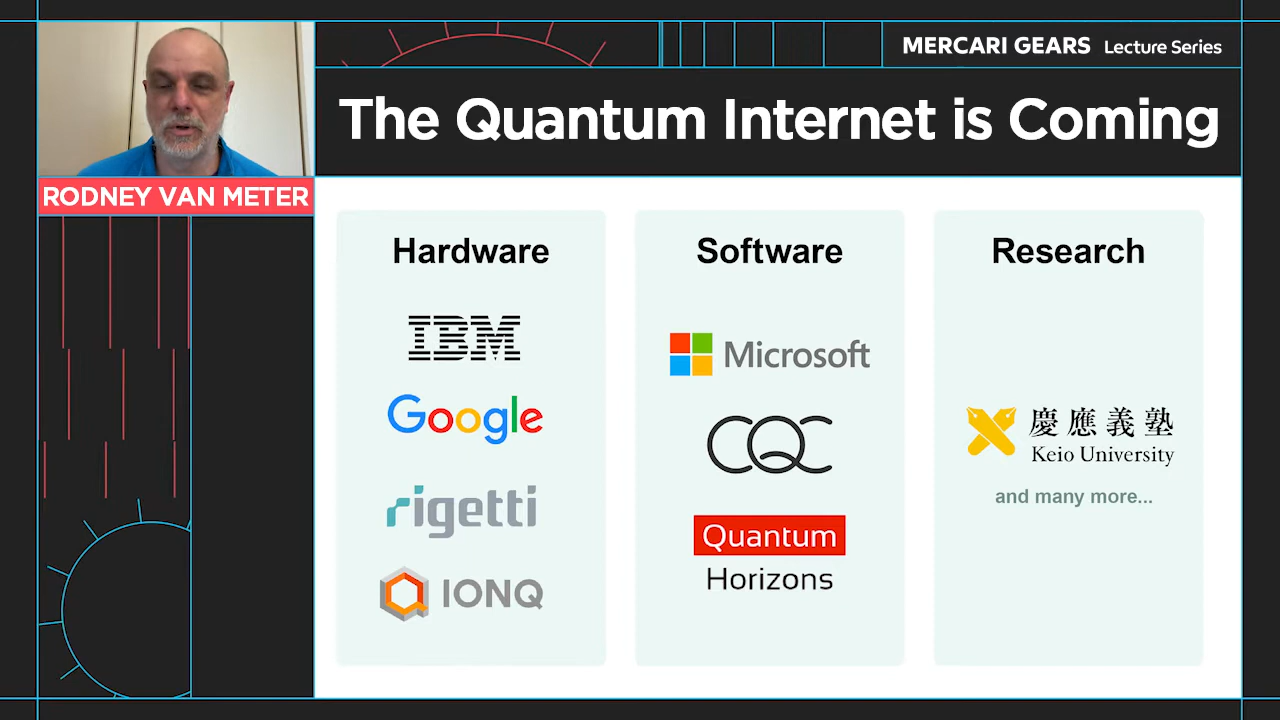 MERCARI GEARS Lecture Series
The Quantum Internet is Coming
RODNEY VAN METER
Hardware
IBM
Google
rigetti
IONQ
Software
Microsoft
CQC
Quantum
Horizons
Research
慶應義塾
Keio University
and many more...